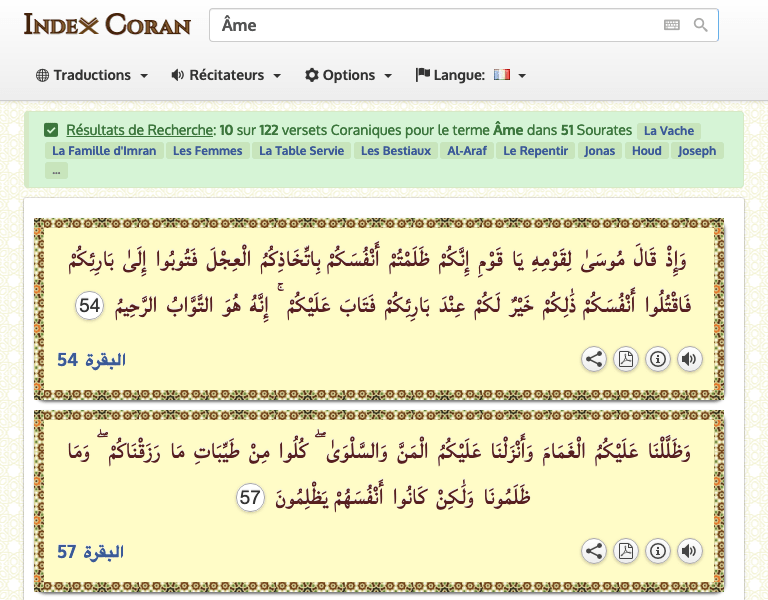 INDEX CORAN
Âme
Traductions Récitateurs Options Langue:
Résultats de Recherche: 10 sur 122 versets Coraniques pour le terme Âme dans 51 Sourates La Vache
La Famille d'Imran Les Femmes La Table Servie Les Bestiaux Al-Araf Le Repentir Jonas Houd Joseph
...
وَإِذْ قَالَ مُوسَىٰ لِقَوْمِهِ يَا قَوْمِ إِنَّكُمْ ظَلَمْتُمْ أَنْفُسَكُمْ بِاتِّخَاذِكُمُ الْعِجْلَ فَتُوبُوا إِلَىٰ بَارِئِكُمْ
فَاقْتُلُوا أَنْفُسَكُمْ ذَٰلِكُمْ خَيْرٌ لَكُمْ عِنْدَ بَارِئِكُمْ فَتَابَ عَلَيْكُمْ ۚ إِنَّهُ هُوَ التَّوَّابُ الرَّحِيمُ 54
البقرة 54
وَظَلَّلْنَا عَلَيْكُمُ الْغَمَامَ وَأَنْزَلْنَا عَلَيْكُمُ الْمَنَّ وَالسَّلْوَىٰ ۖ كُلُوا مِنْ طَيِّبَاتِ مَا رَزَقْنَاكُمْ ۖ وَمَا
ظَلَمُونَا وَلَٰكِنْ كَانُوا أَنْفُسَهُمْ يَظْلِمُونَ 57
البقرة 57